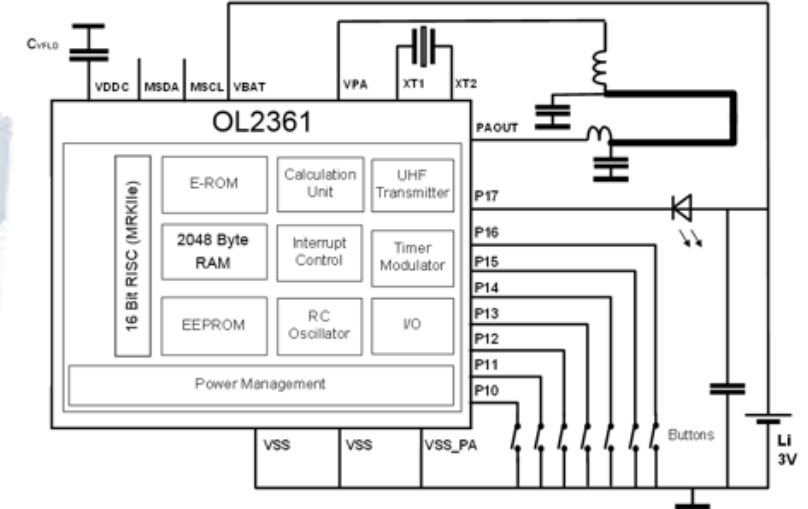 CVFLD
VDDC
MSDA
MSCL
VBAT
VPA
XT1
XT2
OL2361
PAOUT
16 Bit RISC (MRKIIe)
E-ROM
Calculation
Unit
UHF
Transmitter
2048 Byte
RAM
Interrupt
Control
Timer
Modulator
EEPROM
RC
Oscillator
I/O
Power Management
P17
P16
P15
P14
P13
P12
P11
P10
VSS
VSS
VSS_PA
Buttons
Li
3V